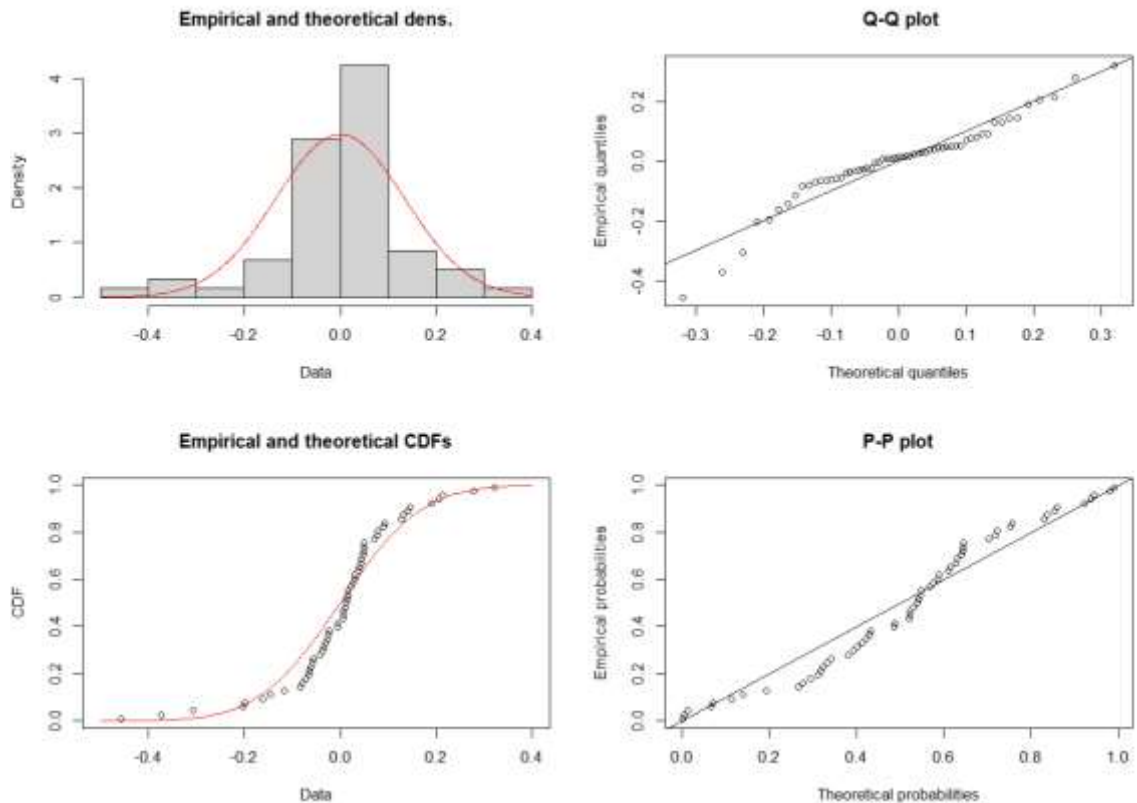 Empirical and theoretical dens.
Density
0 1 2 3 4
−0.4 −0.2 0.0 0.2 0.4
Data
Q-Q plot
Empirical quantiles
−0.4 −0.2 0.0 0.2
−0.3 −0.2 −0.1 0.0 0.1 0.2 0.3
Theoretical quantiles
Empirical and theoretical CDFs
CDF
0.0 0.2 0.4 0.6 0.8 1.0
−0.4 −0.2 0.0 0.2 0.4
Data
P-P plot
Empirical probabilities
0.0 0.2 0.4 0.6 0.8 1.0
0.0 0.2 0.4 0.6 0.8 1.0
Theoretical probabilities